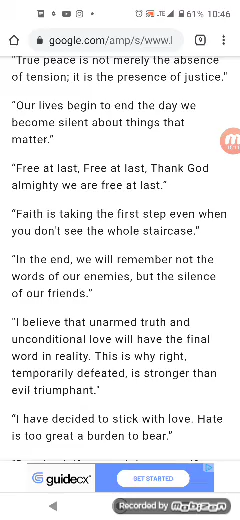 61% 10:46
google.com/amp/s/www.l
"True peace is not merely the absence
of tension; it is the presence of justice."
"Our lives begin to end the day we
become silent about things that
matter."
"Free at last, Free at last, Thank God
almighty we are free at last."
"Faith is taking the first step even when
you don't see the whole staircase."
"In the end, we will remember not the
words of our enemies, but the silence
of our friends."
"I believe that unarmed truth and
unconditional love will have the final
word in reality. This is why right,
temporarily defeated, is stronger than
evil triumphant."
"I have decided to stick with love. Hate
is too great a burden to bear."
guidecx GET STARTED
Recorded by mobizen